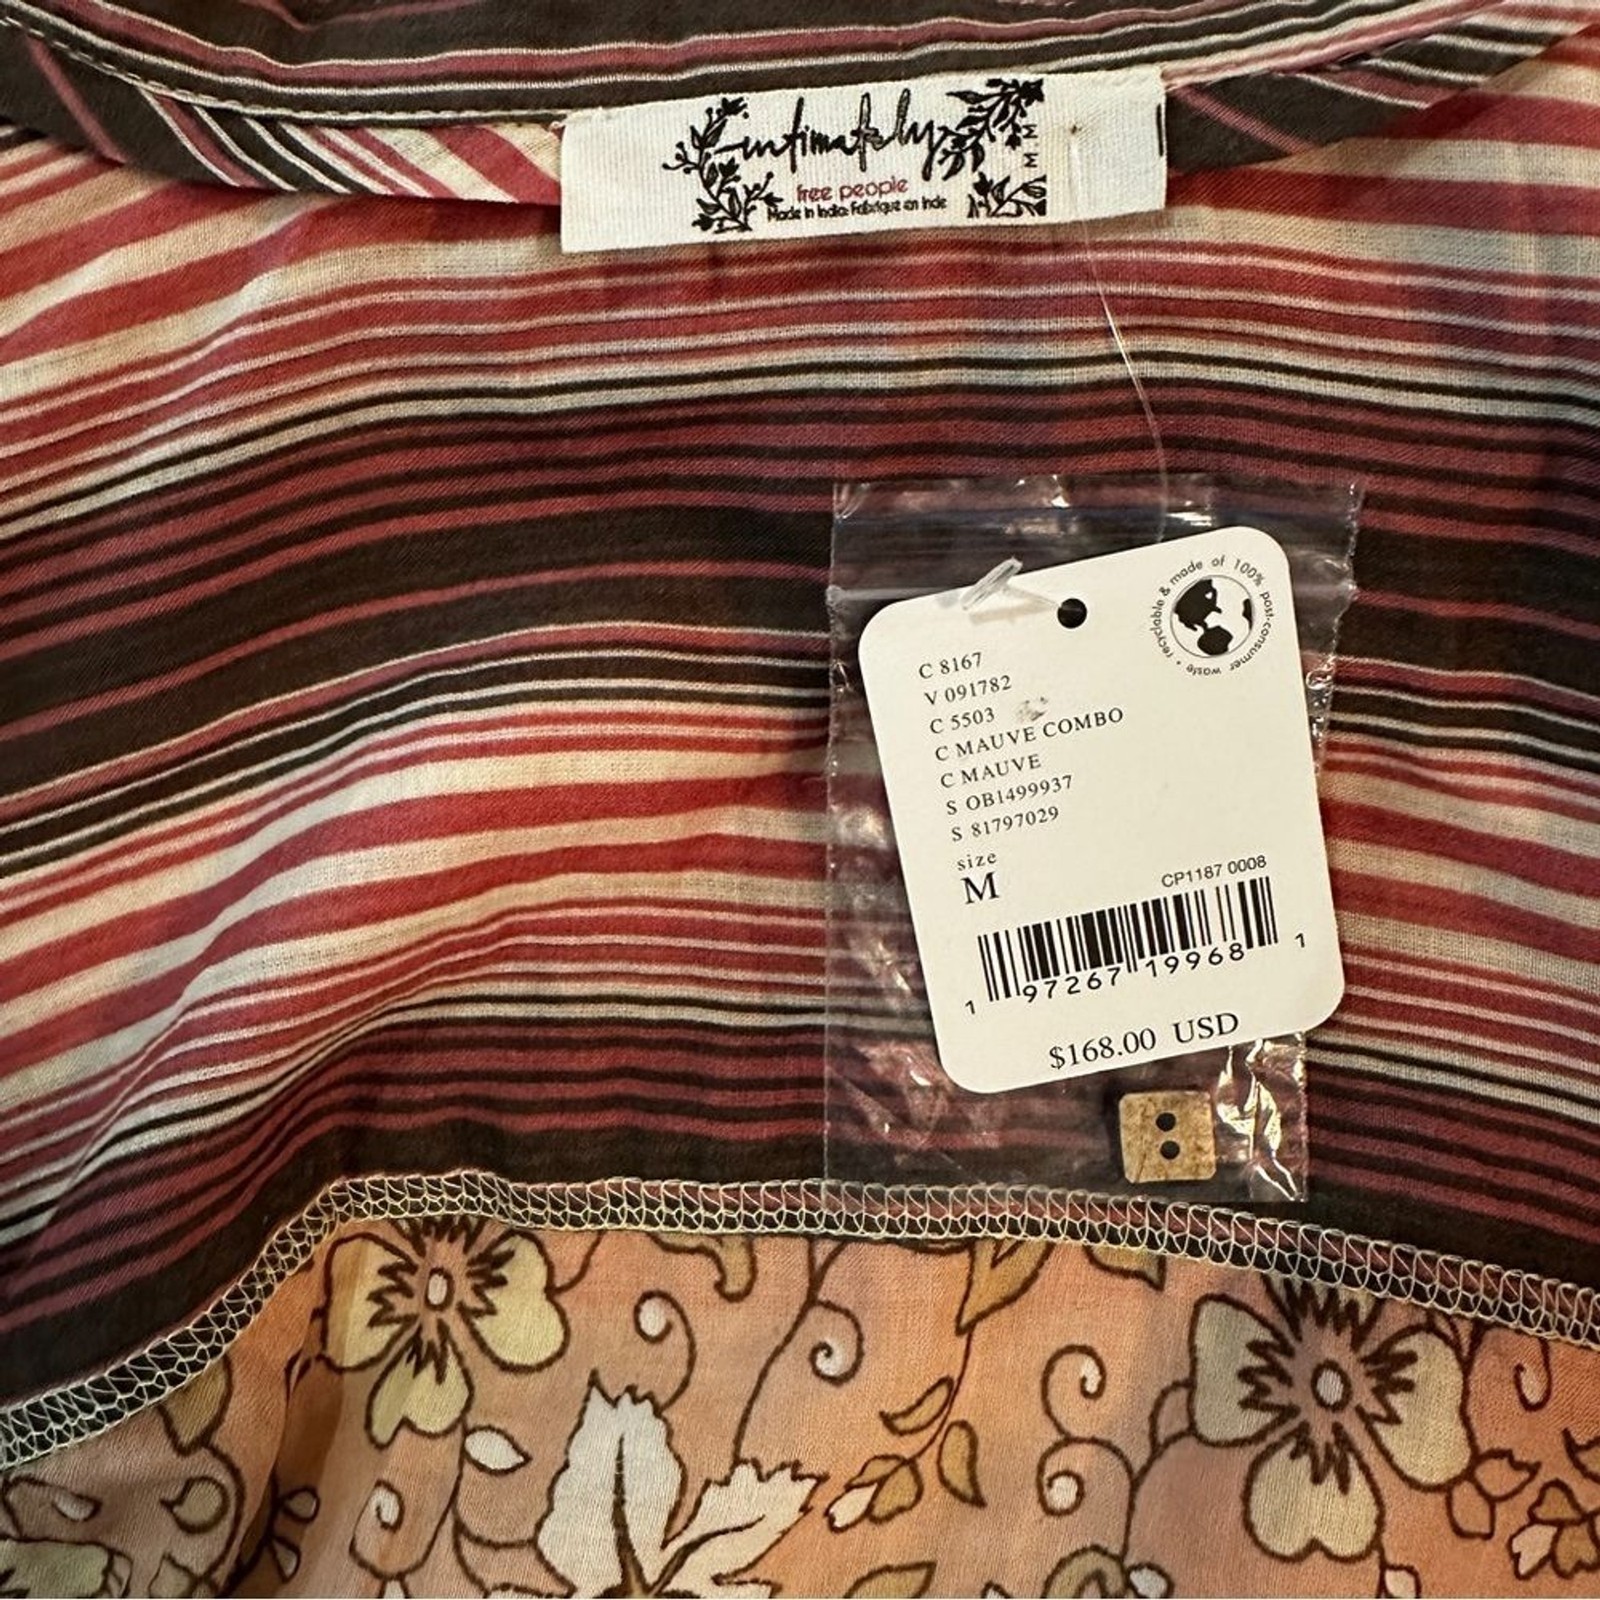 intimately
free people
Made in India: Fabrique en Inde
M M M
recyclable & made of 100% post-consumer waste •
C 8167
V 091782
C 5503
C MAUVE COMBO
C MAUVE
S OB1499937
S 81797029
size
M
CP1187 0008
1 97267 19968 1
$168.00 USD